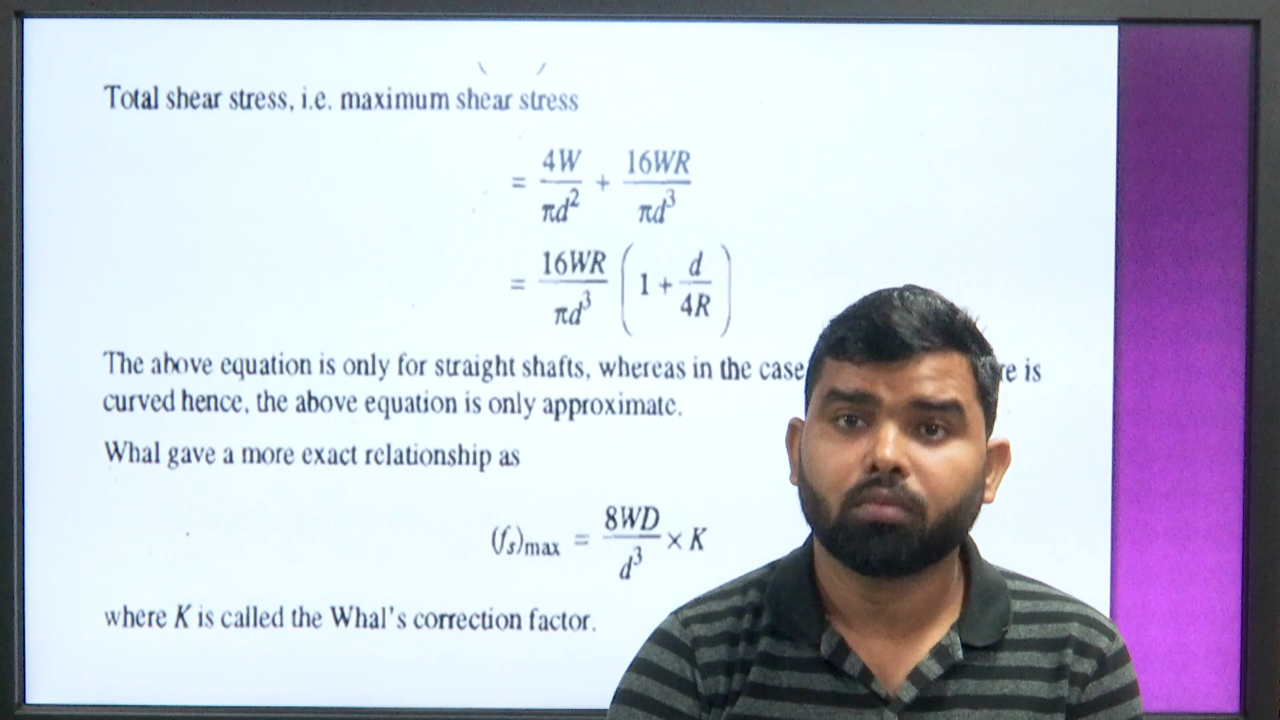 Total shear stress, i.e. maximum shear stress
= 4W/πd² + 16WR/πd³
= 16WR/πd³ (1 + d/4R)
The above equation is only for straight shafts, whereas in the case is
curved hence, the above equation is only approximate.
Whal gave a more exact relationship as
(fs)max = 8WD/d³ × K
where K is called the Whal's correction factor.